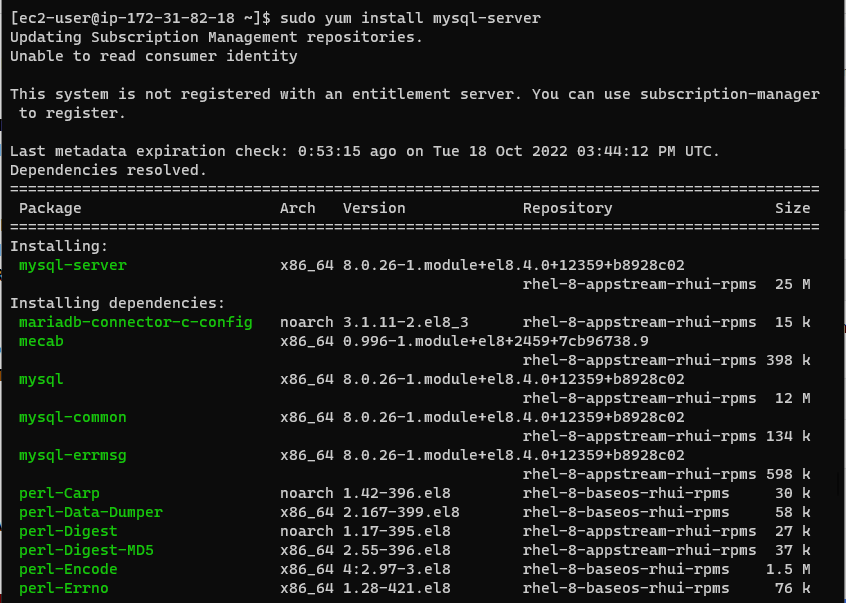 [ec2-user@ip-172-31-82-18 ~]$ sudo yum install mysql-server
Updating Subscription Management repositories.
Unable to read consumer identity

This system is not registered with an entitlement server. You can use subscription-manager
 to register.

Last metadata expiration check: 0:53:15 ago on Tue 18 Oct 2022 03:44:12 PM UTC.
Dependencies resolved.
==========================================================================================
 Package                      Arch   Version             Repository                  Size
==========================================================================================
Installing:
 mysql-server                 x86_64 8.0.26-1.module+el8.4.0+12359+b8928c02
                                                         rhel-8-appstream-rhui-rpms  25 M
Installing dependencies:
 mariadb-connector-c-config   noarch 3.1.11-2.el8_3      rhel-8-appstream-rhui-rpms  15 k
 mecab                        x86_64 0.996-1.module+el8+2459+7cb96738.9
                                                         rhel-8-appstream-rhui-rpms 398 k
 mysql                        x86_64 8.0.26-1.module+el8.4.0+12359+b8928c02
                                                         rhel-8-appstream-rhui-rpms  12 M
 mysql-common                 x86_64 8.0.26-1.module+el8.4.0+12359+b8928c02
                                                         rhel-8-appstream-rhui-rpms 134 k
 mysql-errmsg                 x86_64 8.0.26-1.module+el8.4.0+12359+b8928c02
                                                         rhel-8-appstream-rhui-rpms 598 k
 perl-Carp                    noarch 1.42-396.el8        rhel-8-baseos-rhui-rpms     30 k
 perl-Data-Dumper             x86_64 2.167-399.el8       rhel-8-baseos-rhui-rpms     58 k
 perl-Digest                  noarch 1.17-395.el8        rhel-8-appstream-rhui-rpms  27 k
 perl-Digest-MD5              x86_64 2.55-396.el8        rhel-8-appstream-rhui-rpms  37 k
 perl-Encode                  x86_64 4:2.97-3.el8        rhel-8-baseos-rhui-rpms    1.5 M
 perl-Errno                   x86_64 1.28-421.el8        rhel-8-baseos-rhui-rpms     76 k